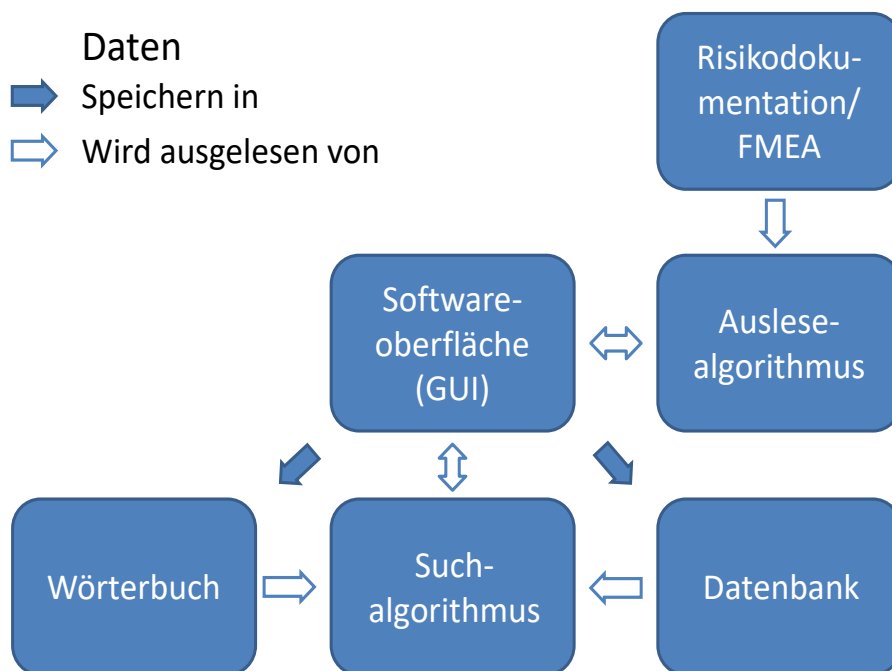 Daten
Speichern in
Wird ausgelesen von
Risikodoku-
mentation/
FMEA
Software-
oberfläche
(GUI)
Auslese-
algorithmus
Wörterbuch
Such-
algorithmus
Datenbank